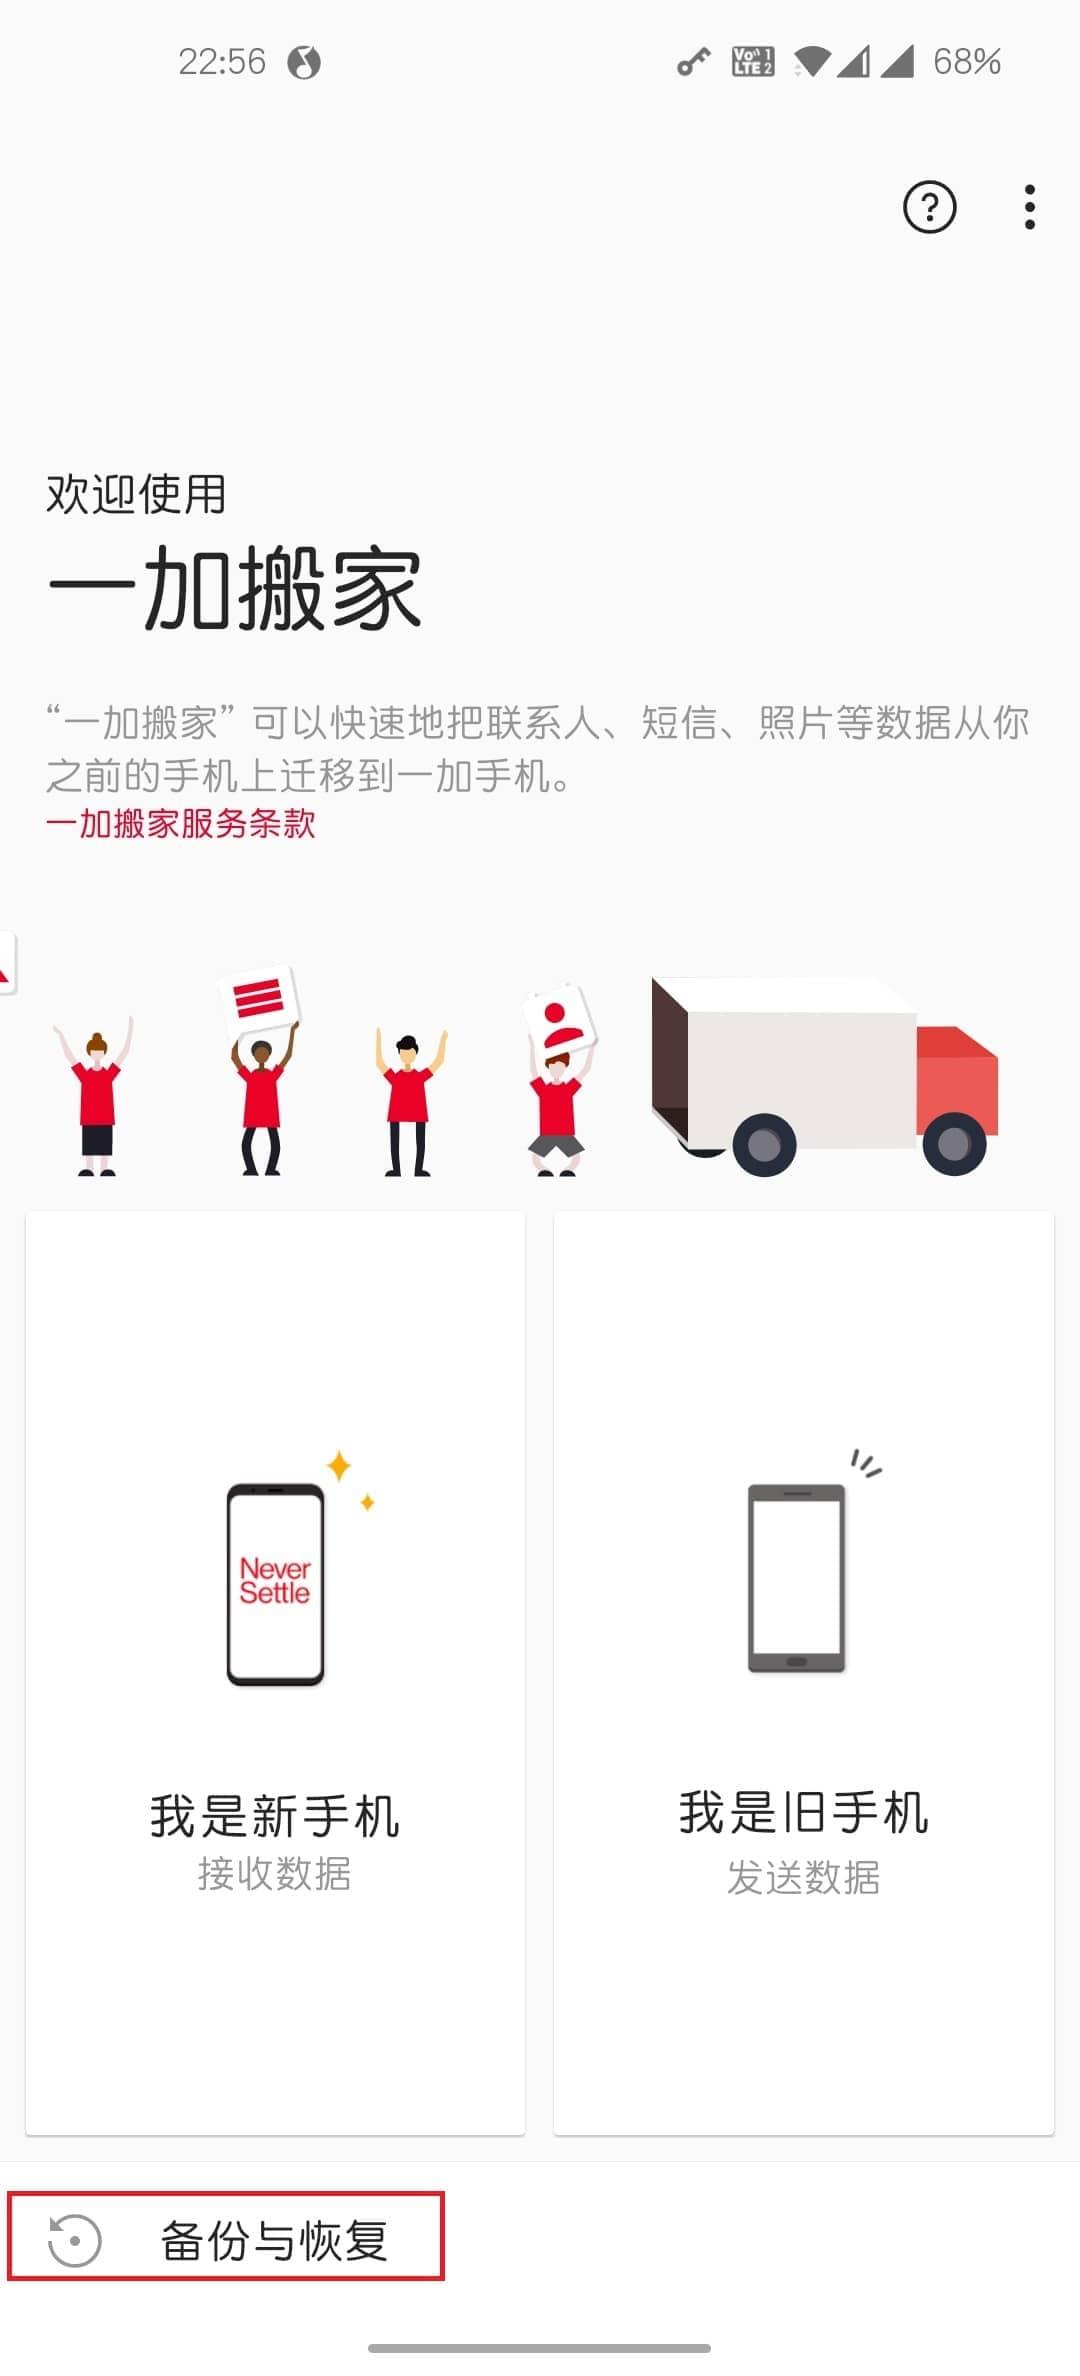 22:56
Vo 1
LTE 2
68%
?
欢迎使用
一加搬家
“一加搬家” 可以快速地把联系人、短信、照片等数据从你
之前的手机上迁移到一加手机。
一加搬家服务条款
Never
Settle
我是新手机
接收数据
我是旧手机
发送数据
备份与恢复